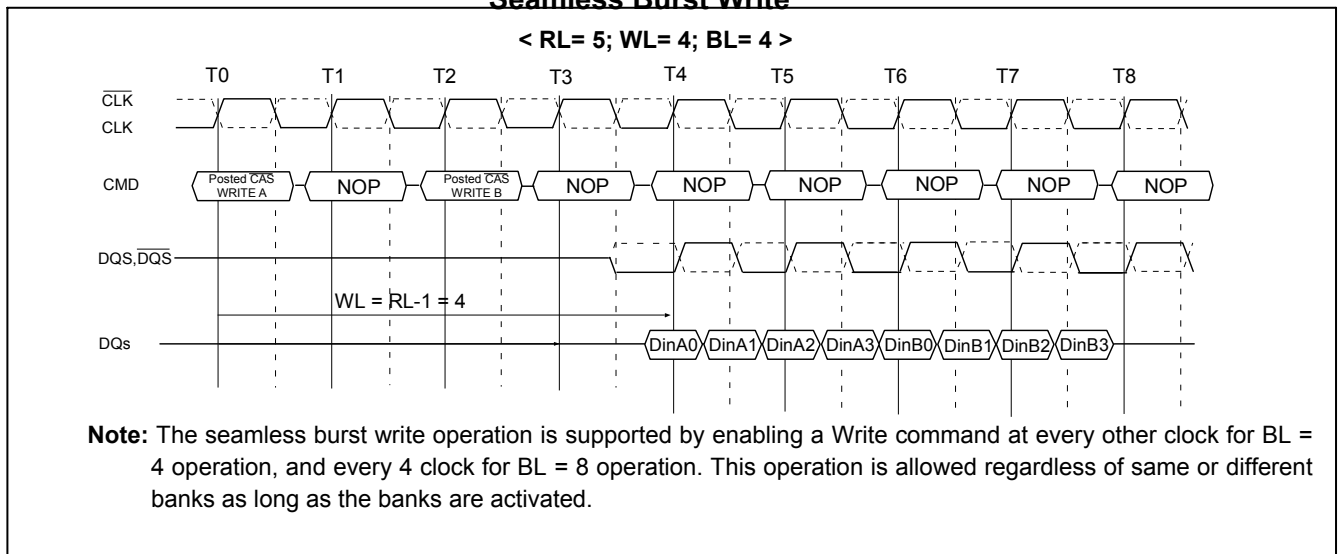 Seamless Burst Write
< RL= 5; WL= 4; BL= 4 >
T0 T1 T2 T3 T4 T5 T6 T7 T8
C̅L̅K̅
CLK
CMD
Posted C̅A̅S̅
WRITE A
NOP
Posted C̅A̅S̅
WRITE B
NOP NOP NOP NOP NOP NOP
DQS,D̅Q̅S̅
WL = RL-1 = 4
DQs
DinA0 DinA1 DinA2 DinA3 DinB0 DinB1 DinB2 DinB3
Note: The seamless burst write operation is supported by enabling a Write command at every other clock for BL =
4 operation, and every 4 clock for BL = 8 operation. This operation is allowed regardless of same or different
banks as long as the banks are activated.